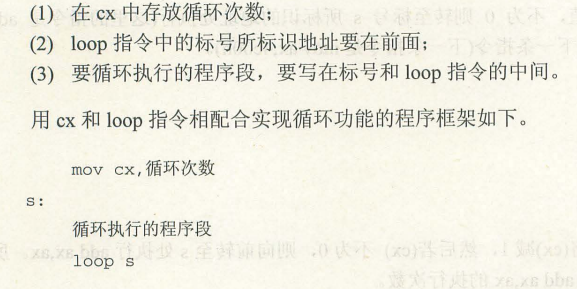 (1) 在 cx 中存放循环次数;
(2) loop 指令中的标号所标识地址要在前面;
(3) 要循环执行的程序段,要写在标号和 loop 指令的中间。
用 cx 和 loop 指令相配合实现循环功能的程序框架如下。
mov cx,循环次数
s:
循环执行的程序段
loop s